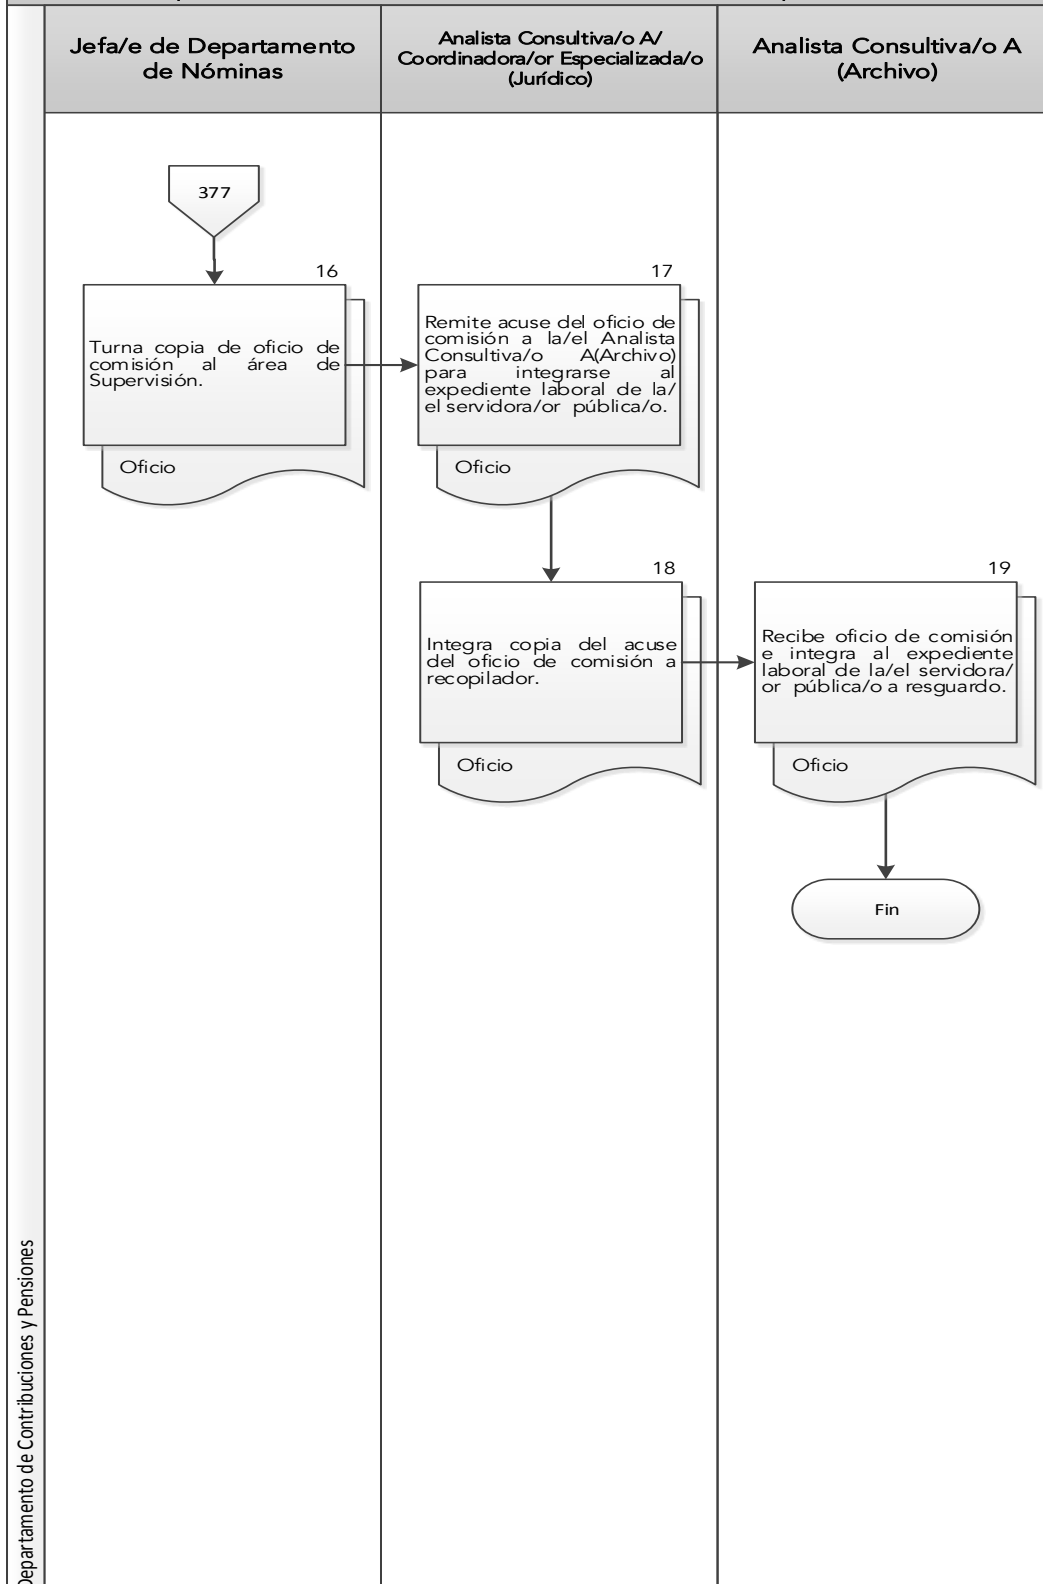 Jefa/e de Departamento
de Nóminas
Analista Consultiva/o A/
Coordinadora/or Especializada/o
(Jurídico)
Analista Consultiva/o A
(Archivo)
377
16
Turna copia de oficio de
comisión al área de
Supervisión.
Oficio
17
Remite acuse del oficio de
comisión a la/el Analista
Consultiva/o A(Archivo)
para integrarse al
expediente laboral de la/
el servidora/or pública/o.
Oficio
18
Integra copia del acuse
del oficio de comisión a
recopilador.
Oficio
19
Recibe oficio de comisión
e integra al expediente
laboral de la/el servidora/
or pública/o a resguardo.
Oficio
Fin
Departamento de Contribuciones y Pensiones